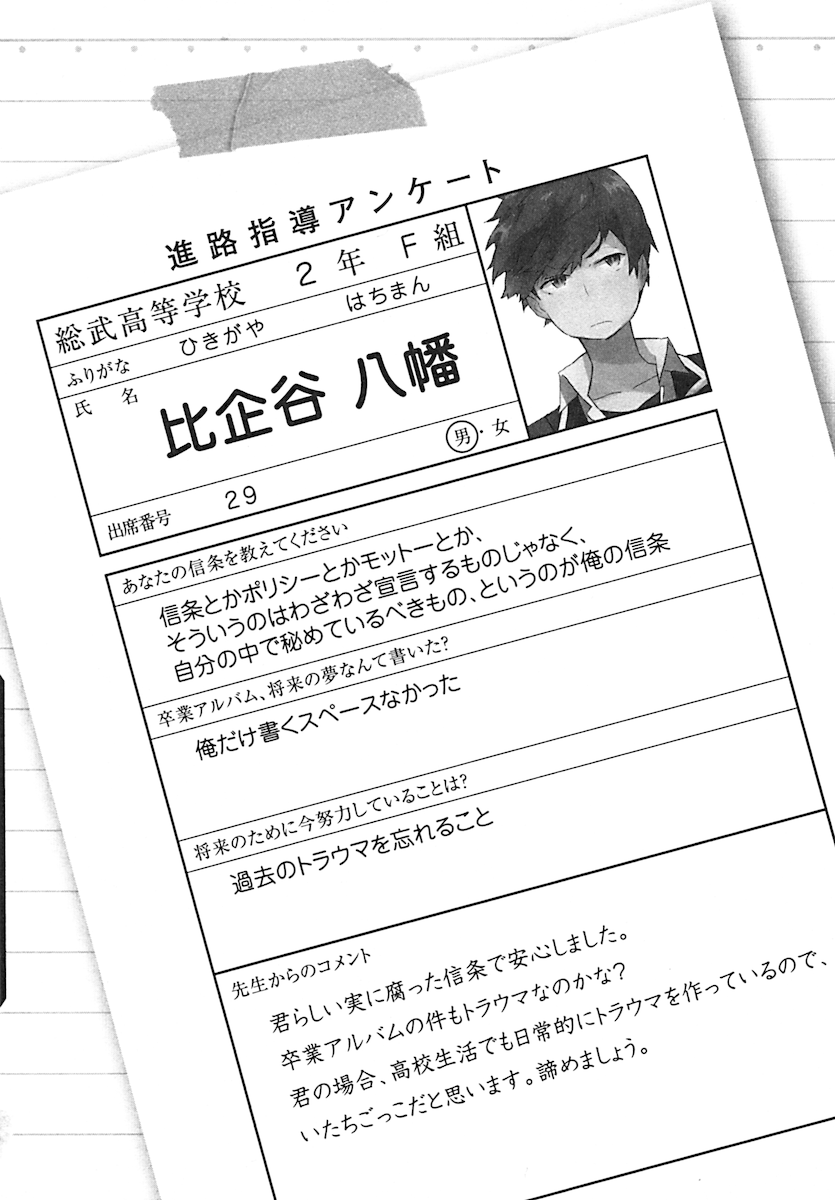 進路指導アンケート
総武高等学校 2年 F組
ふりがな ひきがや はちまん
氏 名 比企谷 八幡
男・女
出席番号 29
あなたの信条を教えてください
信条とかポリシーとかモットーとか、
そういうのはわざわざ宣言するものじゃなく、
自分の中で秘めているべきもの、というのが俺の信条
卒業アルバム、将来の夢なんて書いた?
俺だけ書くスペースなかった
将来のために今努力していることは?
過去のトラウマを忘れること
先生からのコメント
君らしい実に腐った信条で安心しました。
卒業アルバムの件もトラウマなのかな?
君の場合、高校生活でも日常的にトラウマを作っているので、
いたちごっこだと思います。諦めましょう。